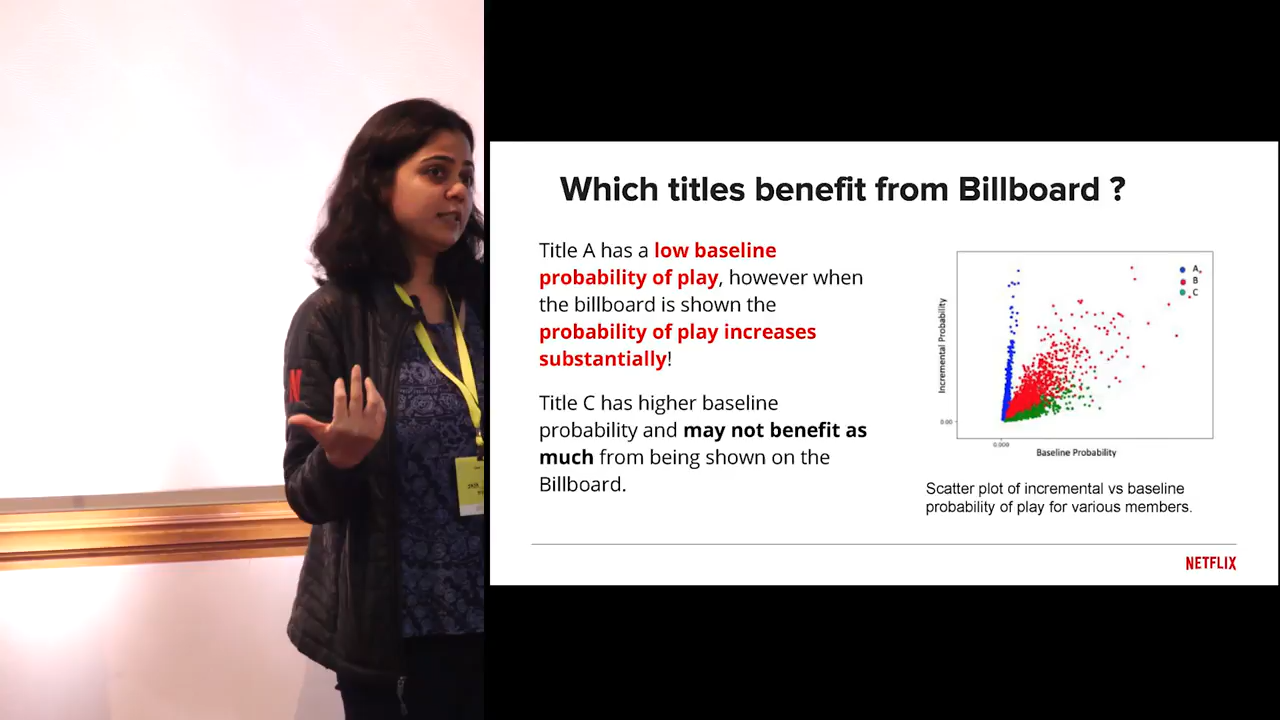 N
Which titles benefit from Billboard ?
Title A has a low baseline
probability of play, however when
the billboard is shown the
probability of play increases
substantially!
Title C has higher baseline
probability and may not benefit as
much from being shown on the
Billboard.
Incremental Probability
0.00
0.000
Baseline Probability
A
B
C
Scatter plot of incremental vs baseline
probability of play for various members.
NETFLIX